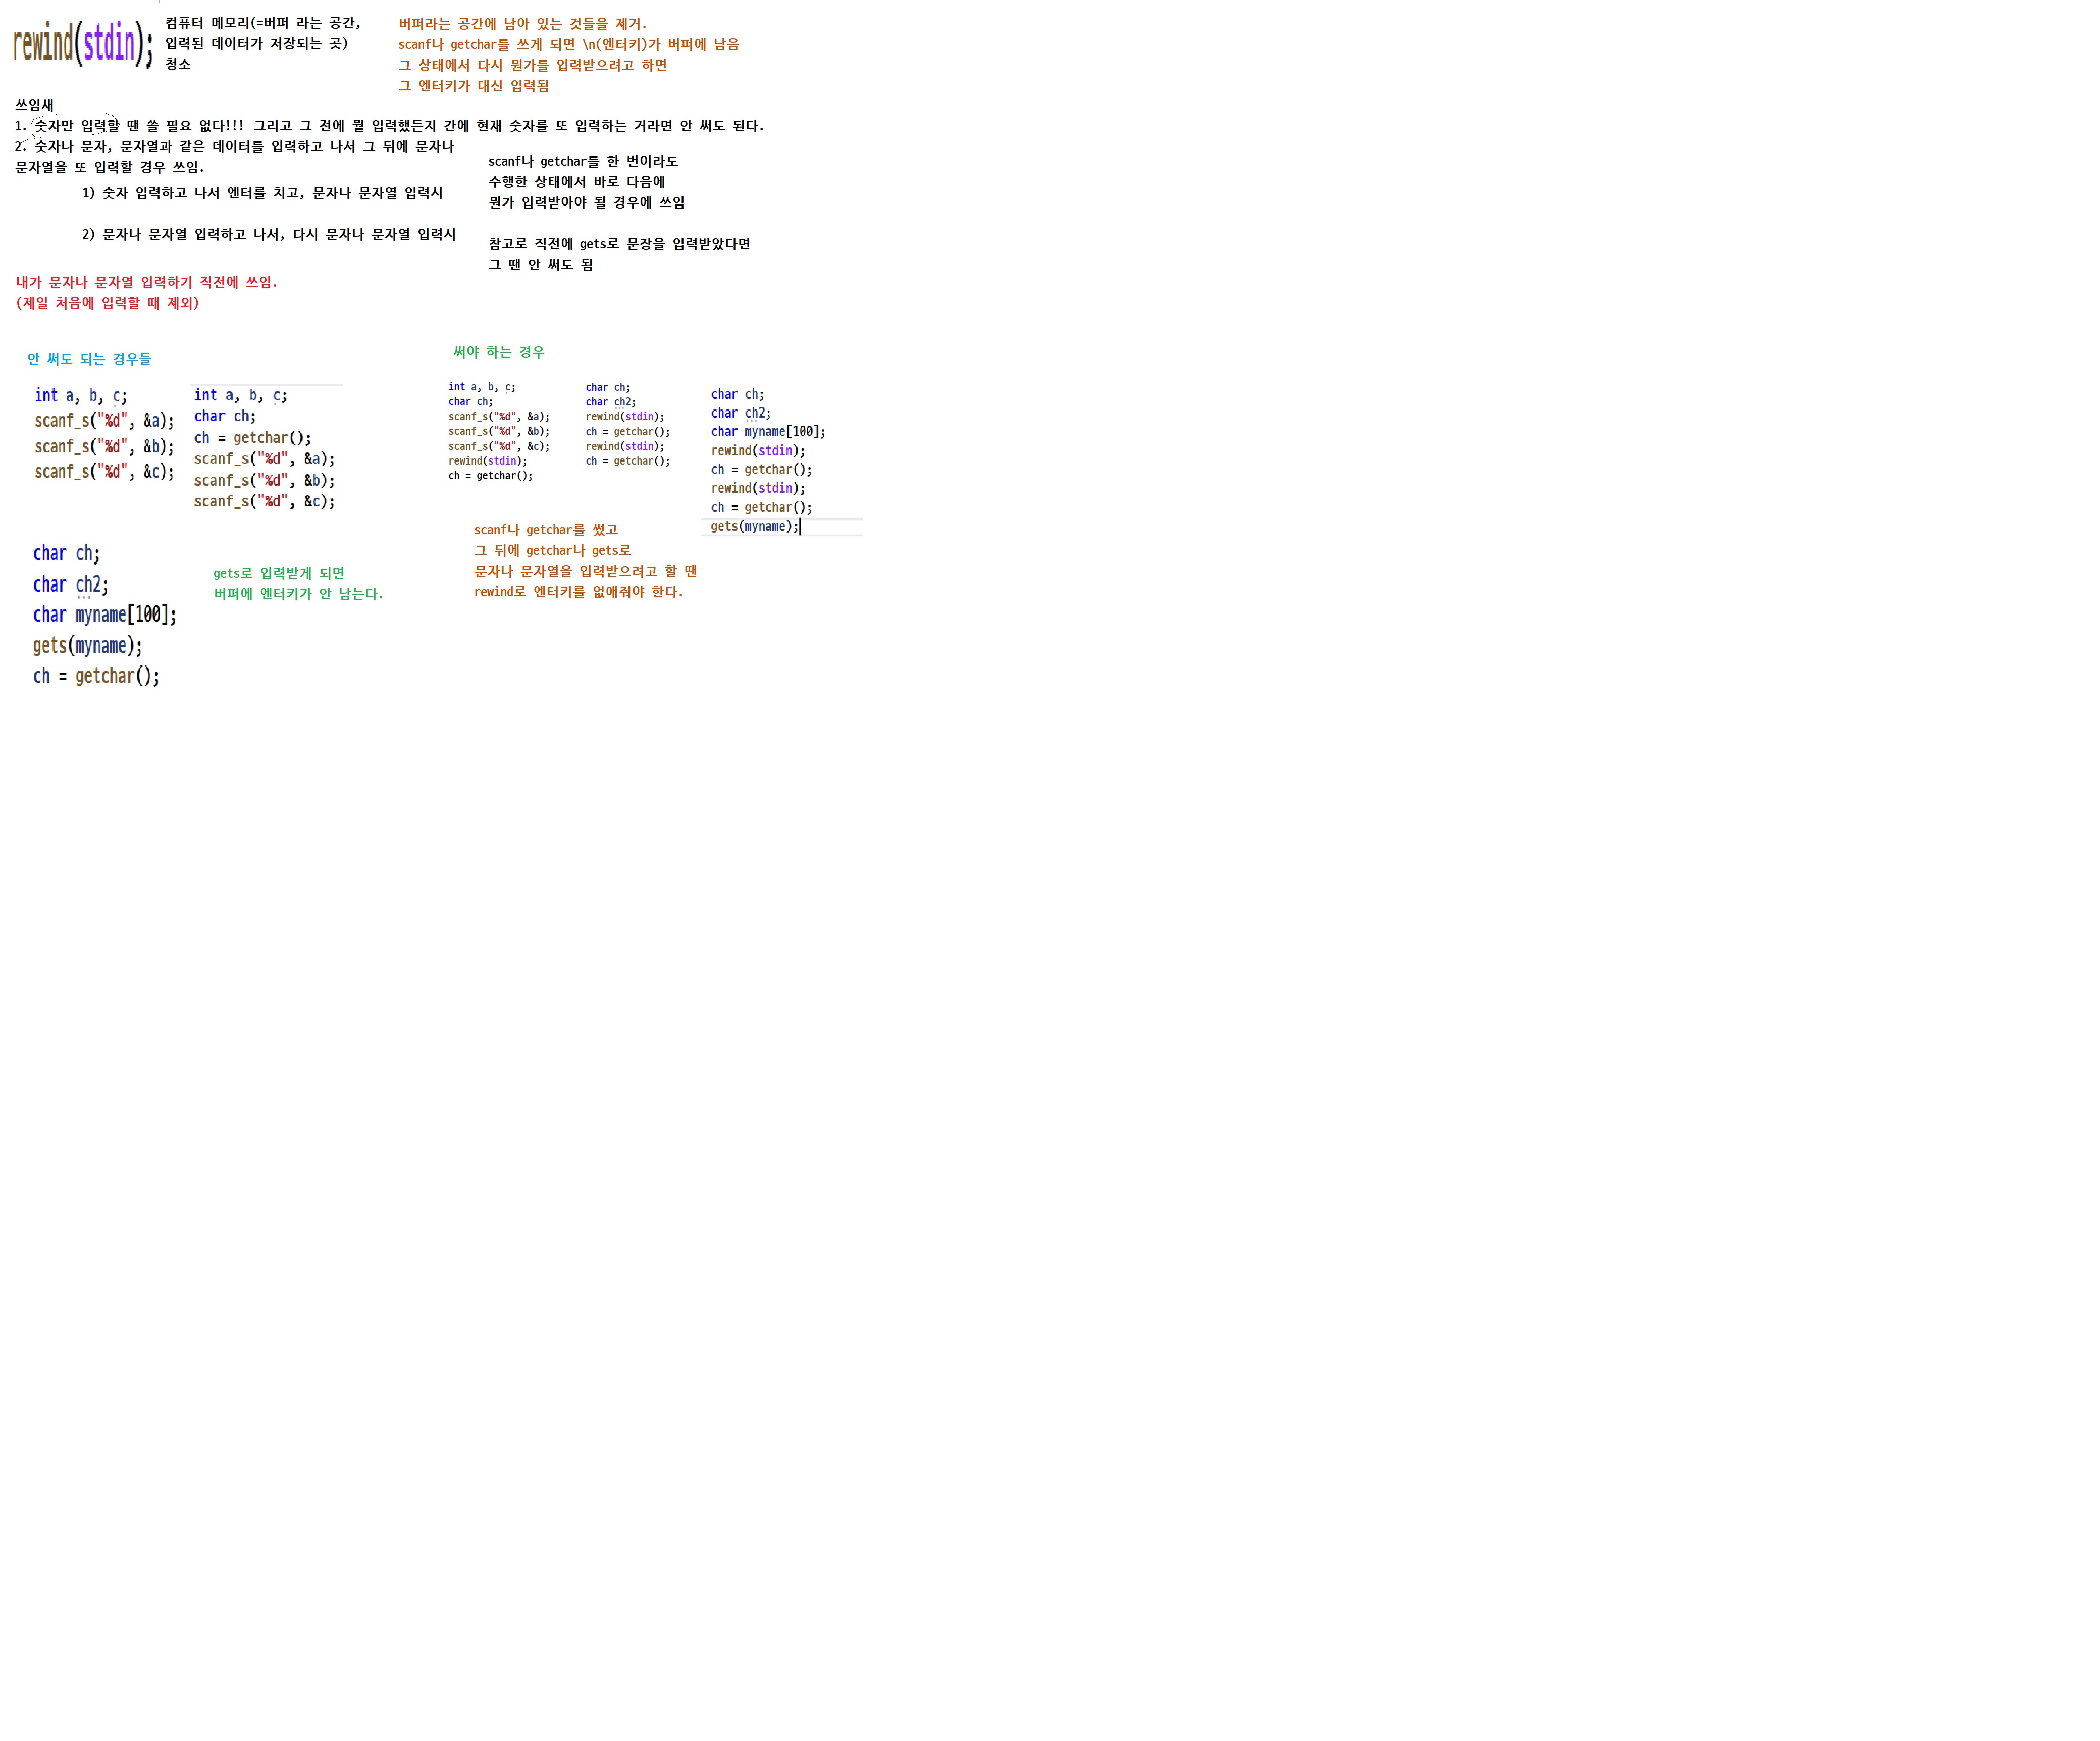 rewind(stdin);
컴퓨터 메모리(=버퍼 라는 공간,
입력된 데이터가 저장되는 곳)
청소
버퍼라는 공간에 남아 있는 것들을 제거.
scanf나 getchar를 쓰게 되면 \n(엔터키)가 버퍼에 남음
그 상태에서 다시 뭔가를 입력받으려고 하면
그 엔터키가 대신 입력됨
쓰임새
1. 숫자만 입력할 땐 쓸 필요 없다!!! 그리고 그 전에 뭘 입력했든지 간에 현재 숫자를 또 입력하는 거라면 안 써도 된다.
2. 숫자나 문자, 문자열과 같은 데이터를 입력하고 나서 그 뒤에 문자나
문자열을 또 입력할 경우 쓰임.
1) 숫자 입력하고 나서 엔터를 치고, 문자나 문자열 입력시
2) 문자나 문자열 입력하고 나서, 다시 문자나 문자열 입력시
scanf나 getchar를 한 번이라도
수행한 상태에서 바로 다음에
뭔가 입력받아야 될 경우에 쓰임
참고로 직전에 gets로 문장을 입력받았다면
그 땐 안 써도 됨
내가 문자나 문자열 입력하기 직전에 쓰임.
(제일 처음에 입력할 때 제외)
안 써도 되는 경우들
int a, b, c;
scanf_s("%d", &a);
scanf_s("%d", &b);
scanf_s("%d", &c);
int a, b, c;
char ch;
ch = getchar();
scanf_s("%d", &a);
scanf_s("%d", &b);
scanf_s("%d", &c);
char ch;
char ch2;
char myname[100];
gets(myname);
ch = getchar();
gets로 입력받게 되면
버퍼에 엔터키가 안 남는다.
써야 하는 경우
int a, b, c;
char ch;
scanf_s("%d", &a);
scanf_s("%d", &b);
scanf_s("%d", &c);
rewind(stdin);
ch = getchar();
char ch;
char ch2;
rewind(stdin);
ch = getchar();
rewind(stdin);
ch = getchar();
char ch;
char ch2;
char myname[100];
rewind(stdin);
ch = getchar();
rewind(stdin);
ch = getchar();
gets(myname);
scanf나 getchar를 썼고
그 뒤에 getchar나 gets로
문자나 문자열을 입력받으려고 할 땐
rewind로 엔터키를 없애줘야 한다.